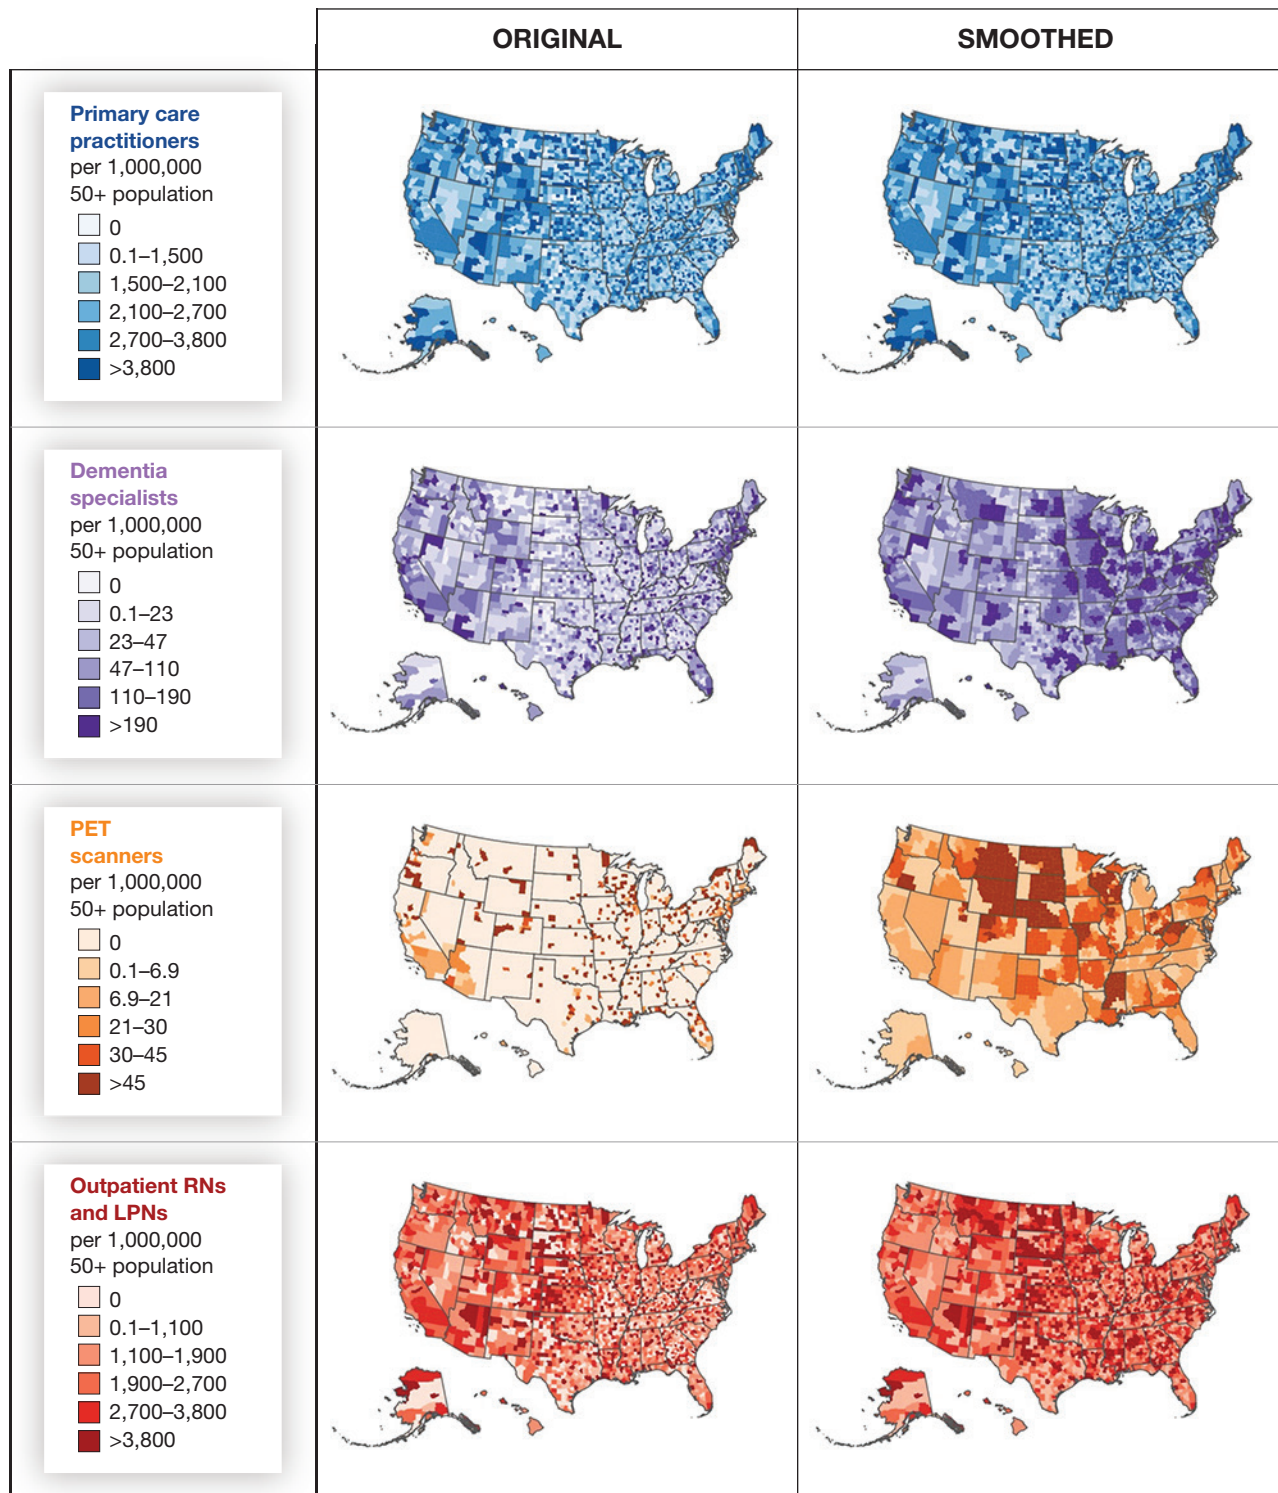 ORIGINAL
SMOOTHED
Primary care
practitioners
per 1,000,000
50+ population
0
0.1–1,500
1,500–2,100
2,100–2,700
2,700–3,800
>3,800
Dementia
specialists
per 1,000,000
50+ population
0
0.1–23
23–47
47–110
110–190
>190
PET
scanners
per 1,000,000
50+ population
0
0.1–6.9
6.9–21
21–30
30–45
>45
Outpatient RNs
and LPNs
per 1,000,000
50+ population
0
0.1–1,100
1,100–1,900
1,900–2,700
2,700–3,800
>3,800